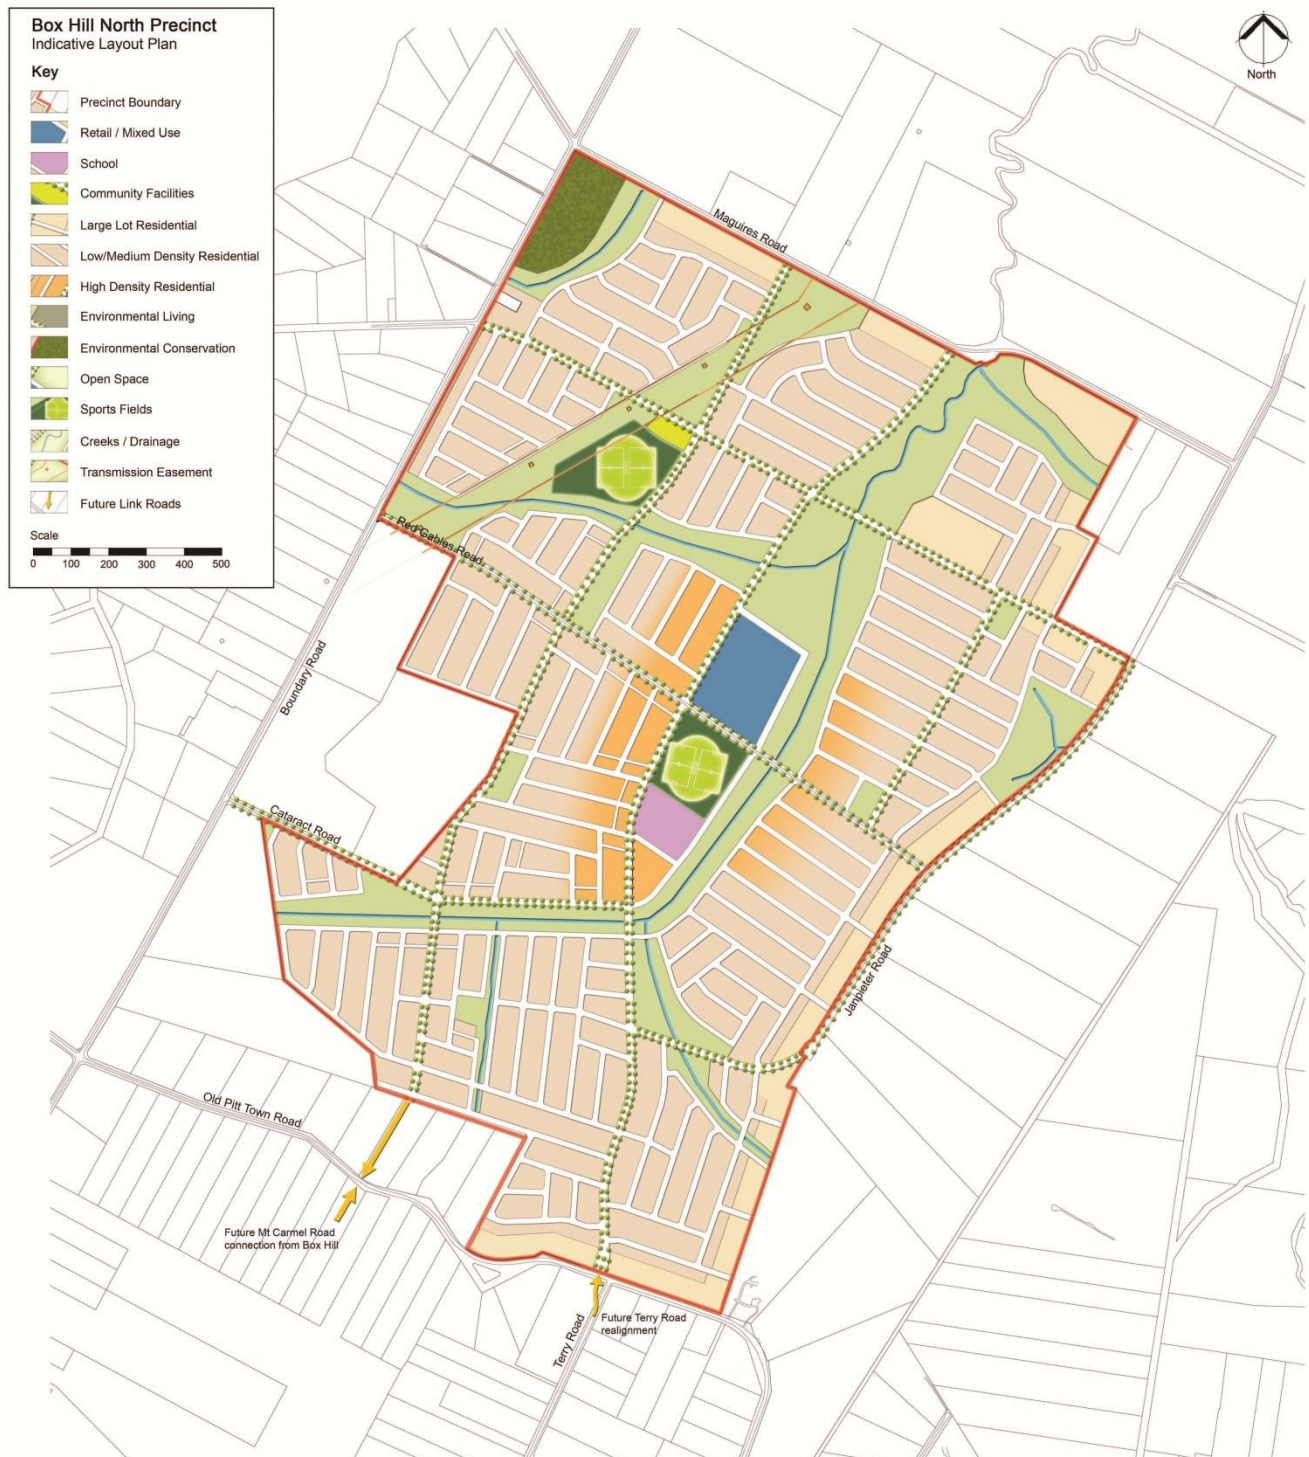 Box Hill North Precinct
Indicative Layout Plan
Key
Precinct Boundary
Retail / Mixed Use
School
Community Facilities
Large Lot Residential
Low/Medium Density Residential
High Density Residential
Environmental Living
Environmental Conservation
Open Space
Sports Fields
Creeks / Drainage
Transmission Easement
Future Link Roads
Scale
0 100 200 300 400 500
North
Maguires Road
Red Gables Road
Boundary Road
Cataract Road
Janpieter Road
Old Pitt Town Road
Future Mt Carmel Road
connection from Box Hill
Terry Road
Future Terry Road
realignment